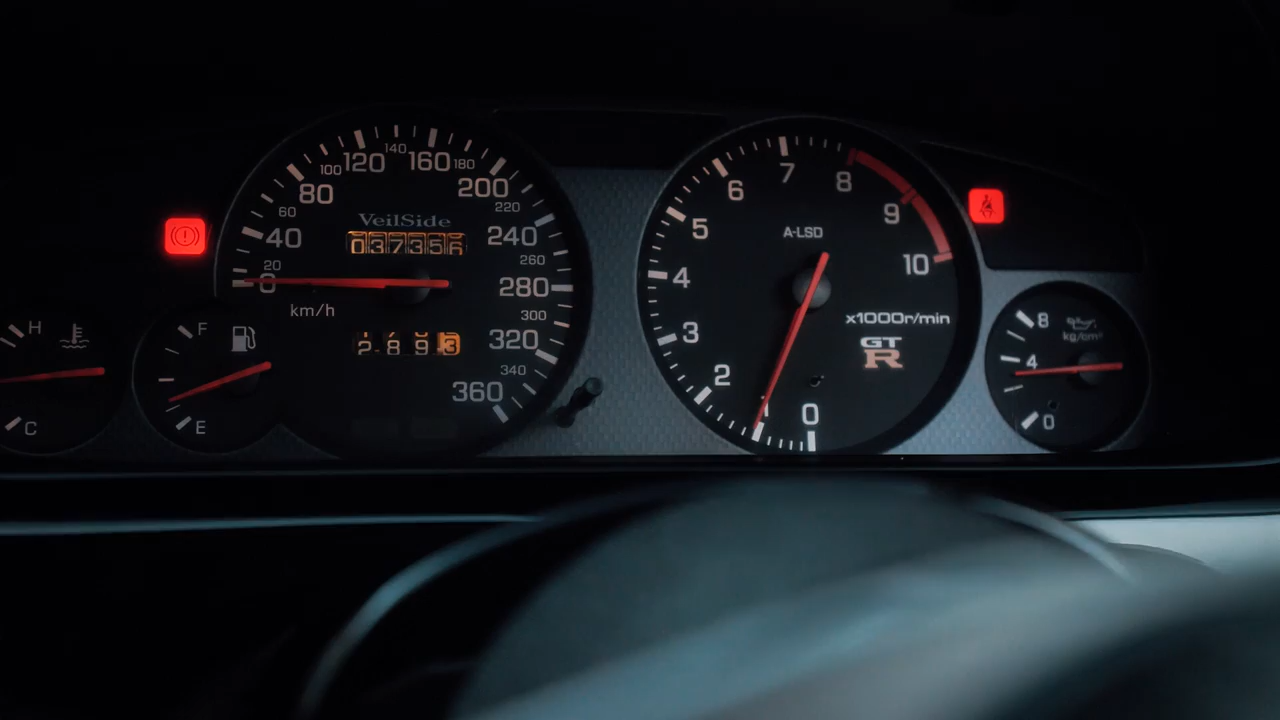 140
120 160
100 180
80 200
60 220
VeilSide
40 037356 240
20 260
0 280
km/h 300
320
340
360
H
C
F
E
7
6 8
5 9
A-LSD
4 10
3 x1000r/min
GT
R
2
0
8
kg/cm²
4
0